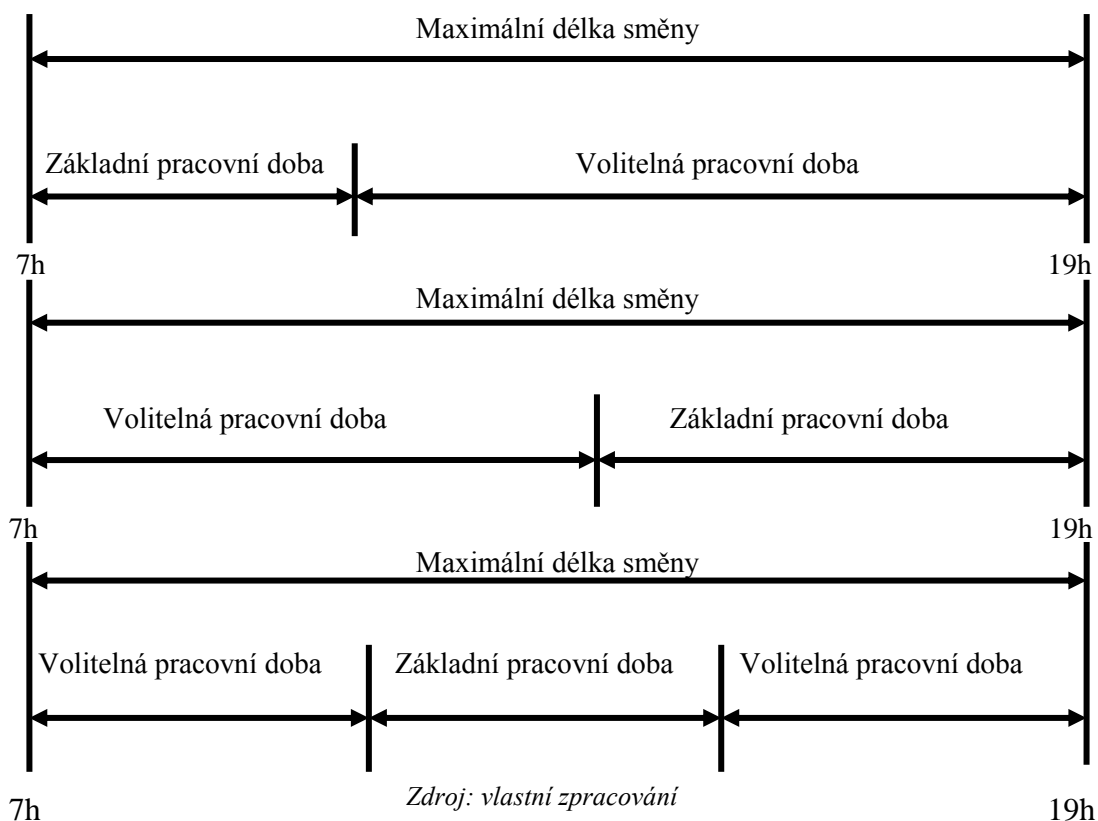 Maximální délka směny
Základní pracovní doba Volitelná pracovní doba
7h 19h
Maximální délka směny
Volitelná pracovní doba Základní pracovní doba
7h 19h
Maximální délka směny
Volitelná pracovní doba Základní pracovní doba Volitelná pracovní doba
Zdroj: vlastní zpracování
7h 19h